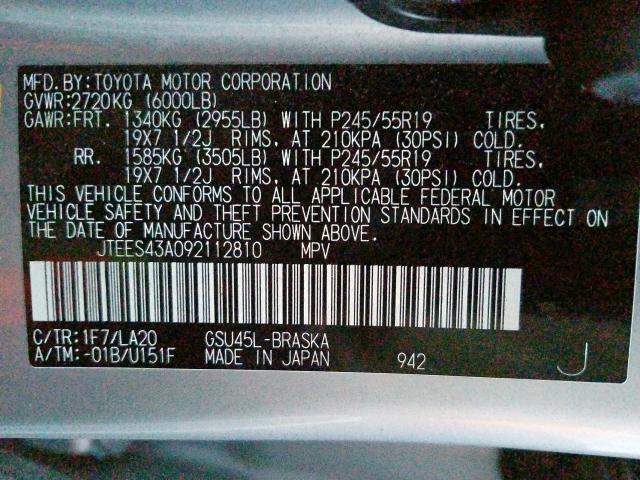 MFD.BY:TOYOTA MOTOR CORPORATION
GVWR:2720KG (6000LB)
GAWR:FRT. 1340KG (2955LB) WITH P245/55R19 TIRES,
19X7 1/2J RIMS, AT 210KPA (30PSI) COLD.
RR. 1585KG (3505LB) WITH P245/55R19 TIRES,
19X7 1/2J RIMS, AT 210KPA (30PSI) COLD.
THIS VEHICLE CONFORMS TO ALL APPLICABLE FEDERAL MOTOR
VEHICLE SAFETY AND THEFT PREVENTION STANDARDS IN EFFECT ON
THE DATE OF MANUFACTURE SHOWN ABOVE.
JTEES43A092112810 MPV
C/TR:1F7/LA20 GSU45L-BRASKA
A/TM:-01B/U151F MADE IN JAPAN 942 J